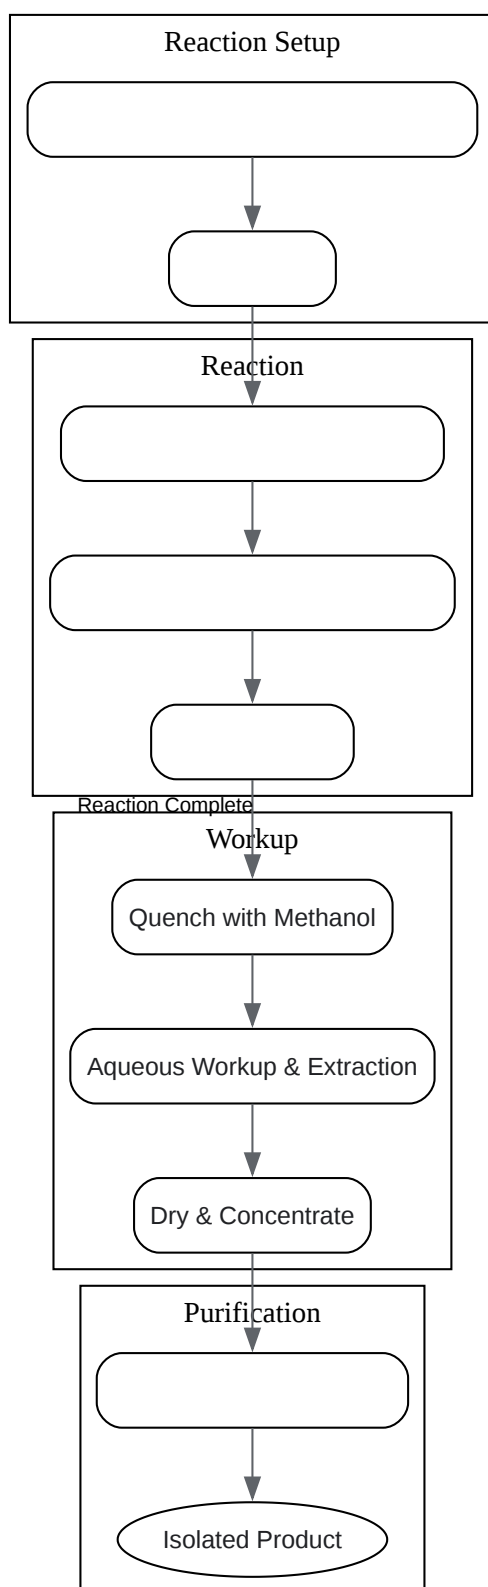 Reaction Setup
Reaction
Reaction Complete
Workup
Quench with Methanol
Aqueous Workup & Extraction
Dry & Concentrate
Purification
Isolated Product